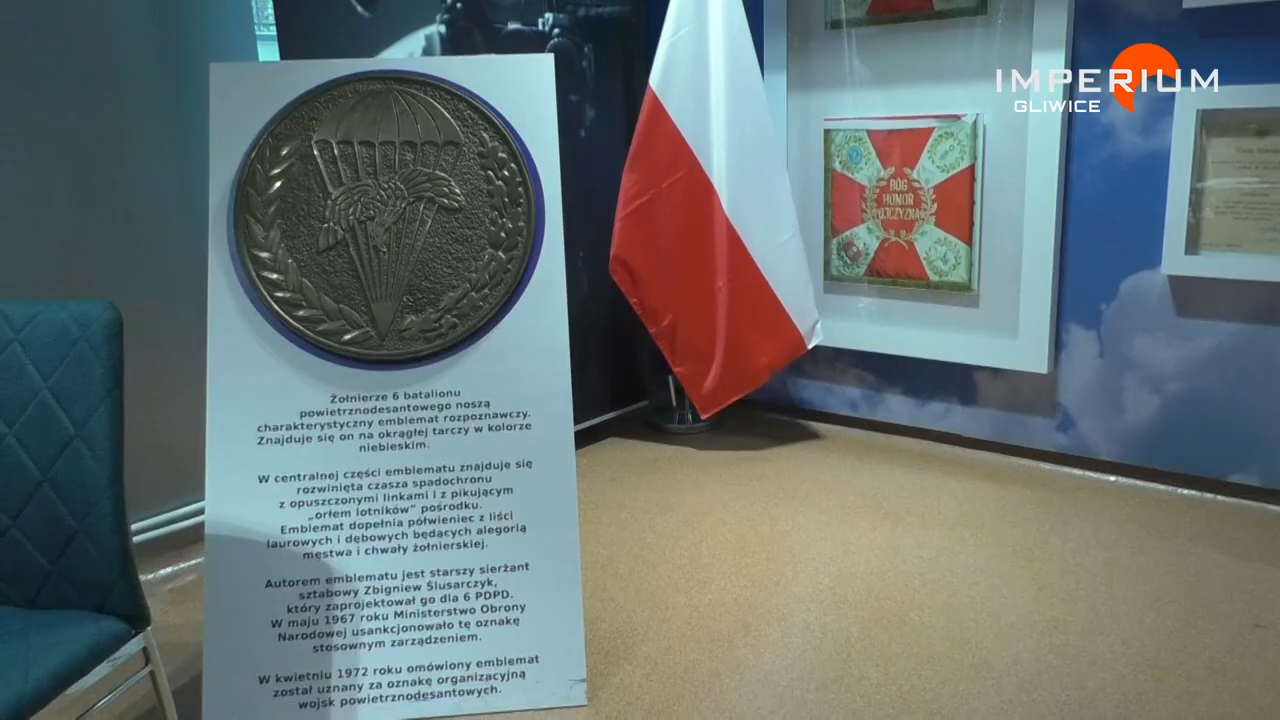 Żołnierze 6 batalionu
powietrznodesantowego noszą
charakterystyczny emblemat rozpoznawczy.
Znajduje się on na okrągłej tarczy w kolorze
niebieskim.
W centralnej części emblematu znajduje się
rozwinięta czasza spadochronu
z opuszczonymi linkami i z pikującym
„orłem lotników” pośrodku.
Emblemat dopełnia półwieniec z liści
laurowych i dębowych będących alegorią
męstwa i chwały żołnierskiej.
Autorem emblematu jest starszy sierżant
sztabowy Zbigniew Ślusarczyk,
który zaprojektował go dla 6 PDPD.
W maju 1967 roku Ministerstwo Obrony
Narodowej usankcjonowało tę oznakę
stosownym zarządzeniem.
W kwietniu 1972 roku omówiony emblemat
został uznany za oznakę organizacyjną
wojsk powietrznodesantowych.
BÓG
HONOR
OJCZYZNA
IMPERIUM
GLIWICE